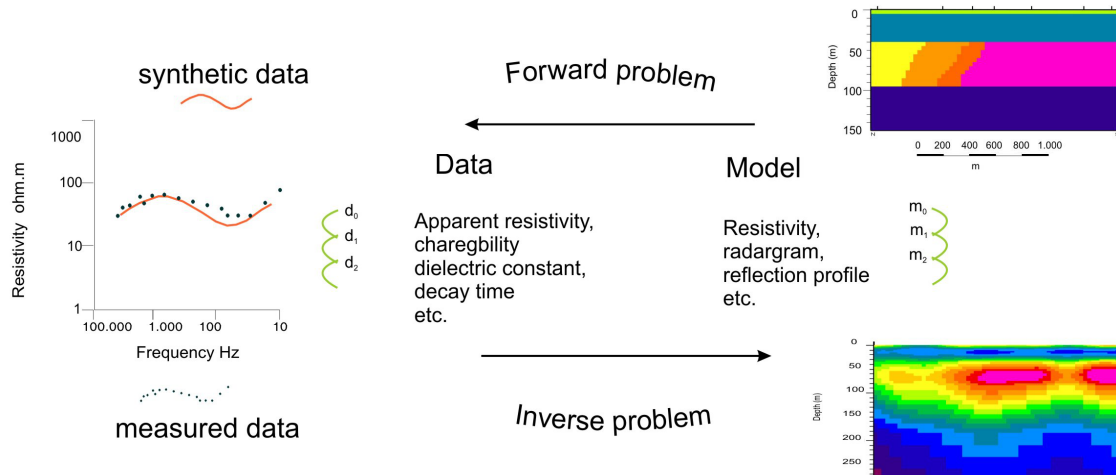 synthetic data
Resistivity ohm.m
1000
100
10
1
100.000 1.000 100 10
Frequency Hz
measured data
d0
d1
d2
Forward problem
Data
Model
Apparent resistivity,
charegbility
dielectric constant,
decay time
etc.
Resistivity,
radargram,
reflection profile
etc.
Inverse problem
m0
m1
m2
Depth (m)
0
50
100
150
N
0 200 400 600 800 1.000
m
Depth (m)
0
50
100
150
200
250